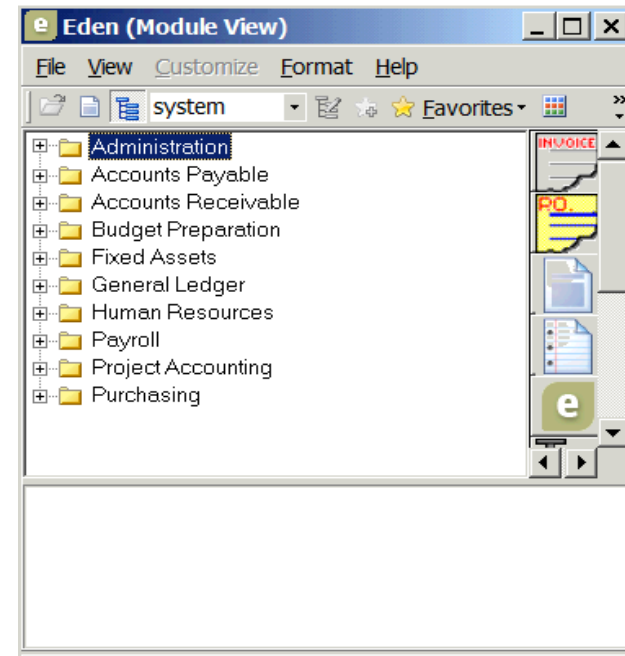 e Eden (Module View)
File View Customize Format Help
system Favorites
Administration
Accounts Payable
Accounts Receivable
Budget Preparation
Fixed Assets
General Ledger
Human Resources
Payroll
Project Accounting
Purchasing
INVOICE
P.O.
e